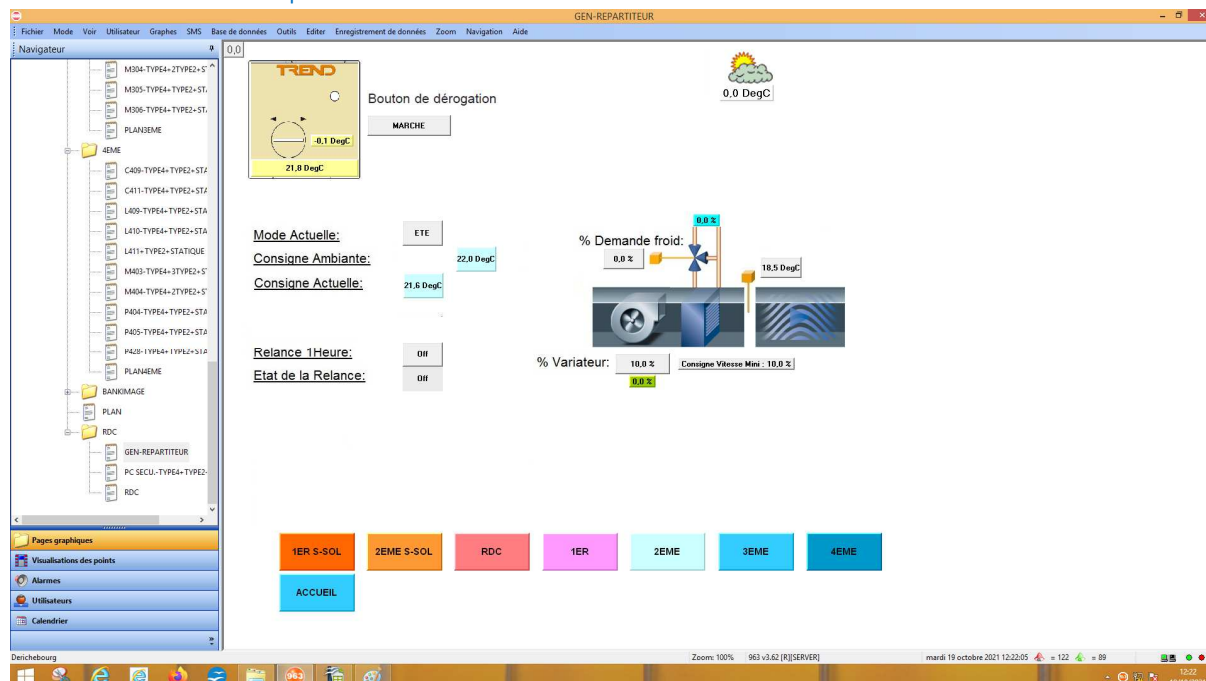 GEN-REPARTITEUR
Fichier Mode Voir Utilisateur Graphes SMS Base de données Outils Editer Enregistrement de données Zoom Navigation Aide
Navigateur
0,0
M304-TYPE4+2TYPE2+S
M305-TYPE4+TYPE2+ST
M306-TYPE4+TYPE2+ST
PLAN3EME
4EME
C409-TYPE4+TYPE2+STA
C411-TYPE4+TYPE2+STA
L409-TYPE4+TYPE2+STA
L410-TYPE4+TYPE2+STA
L411+TYPE2+STATIQUE
M403-TYPE4+3TYPE2+S
M404-TYPE4+2TYPE2+S
P404-TYPE4+TYPE2+STA
P405-TYPE4+TYPE2+STA
P428-TYPE4+TYPE2+STA
PLAN4EME
BANKIMAGE
PLAN
RDC
GEN-REPARTITEUR
PC SECU.-TYPE4+TYPE2-
RDC
Pages graphiques
Visualisations des points
Alarmes
Utilisateurs
Calendrier
TREND
-0,1 DegC
21,8 DegC
Bouton de dérogation
MARCHE
0,0 DegC
Mode Actuelle: ETE
Consigne Ambiante: 22,0 DegC
Consigne Actuelle: 21,6 DegC
Relance 1Heure: Off
Etat de la Relance: Off
0,0 %
% Demande froid:
0,0 %
18,5 DegC
% Variateur: 10,0 % Consigne Vitesse Mini : 10,0 %
0,0 %
1ER S-SOL 2EME S-SOL RDC 1ER 2EME 3EME 4EME
ACCUEIL
Derichebourg Zoom: 100% 963 v3.62 [R][SERVER] mardi 19 octobre 2021 12:22:05 = 122 = 89
963
12:22